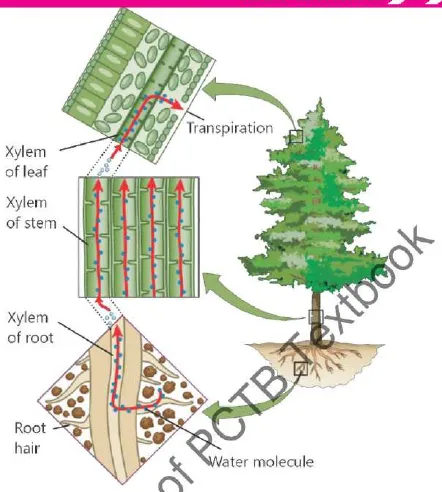 Transpiration
Xylem
of leaf
Xylem
of stem
Xylem
of root
Root
hair
Water molecule
of PCTB Textbook